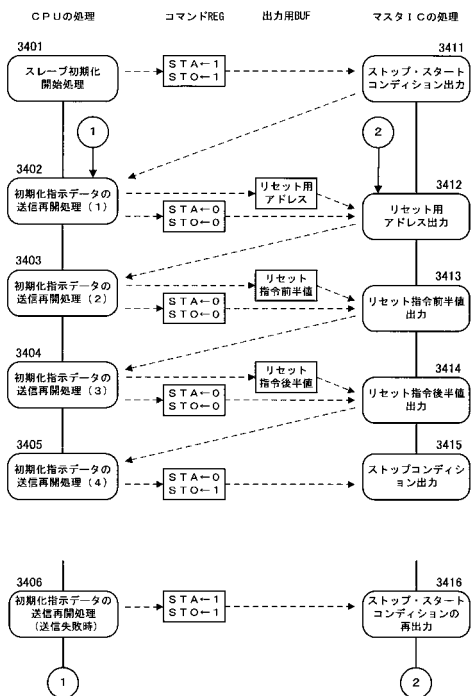 CPUの処理 コマンドREG 出力用BUF マスタICの処理
3401
スレーブ初期化
開始処理
STA←1
STO←1
3411
ストップ・スタート
コンディション出力
1
2
3402
初期化指示データの
送信再開処理(1)
リセット用
アドレス
STA←0
STO←0
3412
リセット用
アドレス出力
3403
初期化指示データの
送信再開処理(2)
リセット
指令前半値
STA←0
STO←0
3413
リセット指令前半値
出力
3404
初期化指示データの
送信再開処理(3)
リセット
指令後半値
STA←0
STO←0
3414
リセット指令後半値
出力
3405
初期化指示データの
送信再開処理(4)
STA←0
STO←1
3415
ストップコンディシ
ョン出力
3406
初期化指示データの
送信再開処理
(送信失敗時)
STA←1
STO←1
3416
ストップ・スタート
コンディションの
再出力
1
2